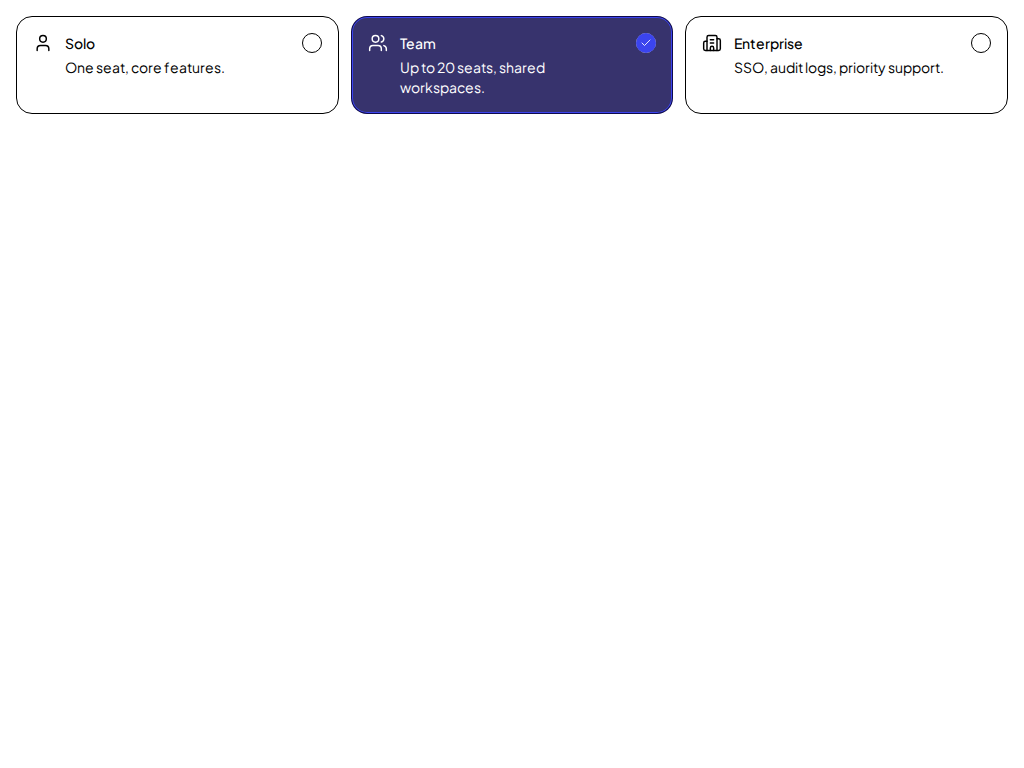 Solo
One seat, core features.
Team
Up to 20 seats, shared
workspaces.
Enterprise
SSO, audit logs, priority support.